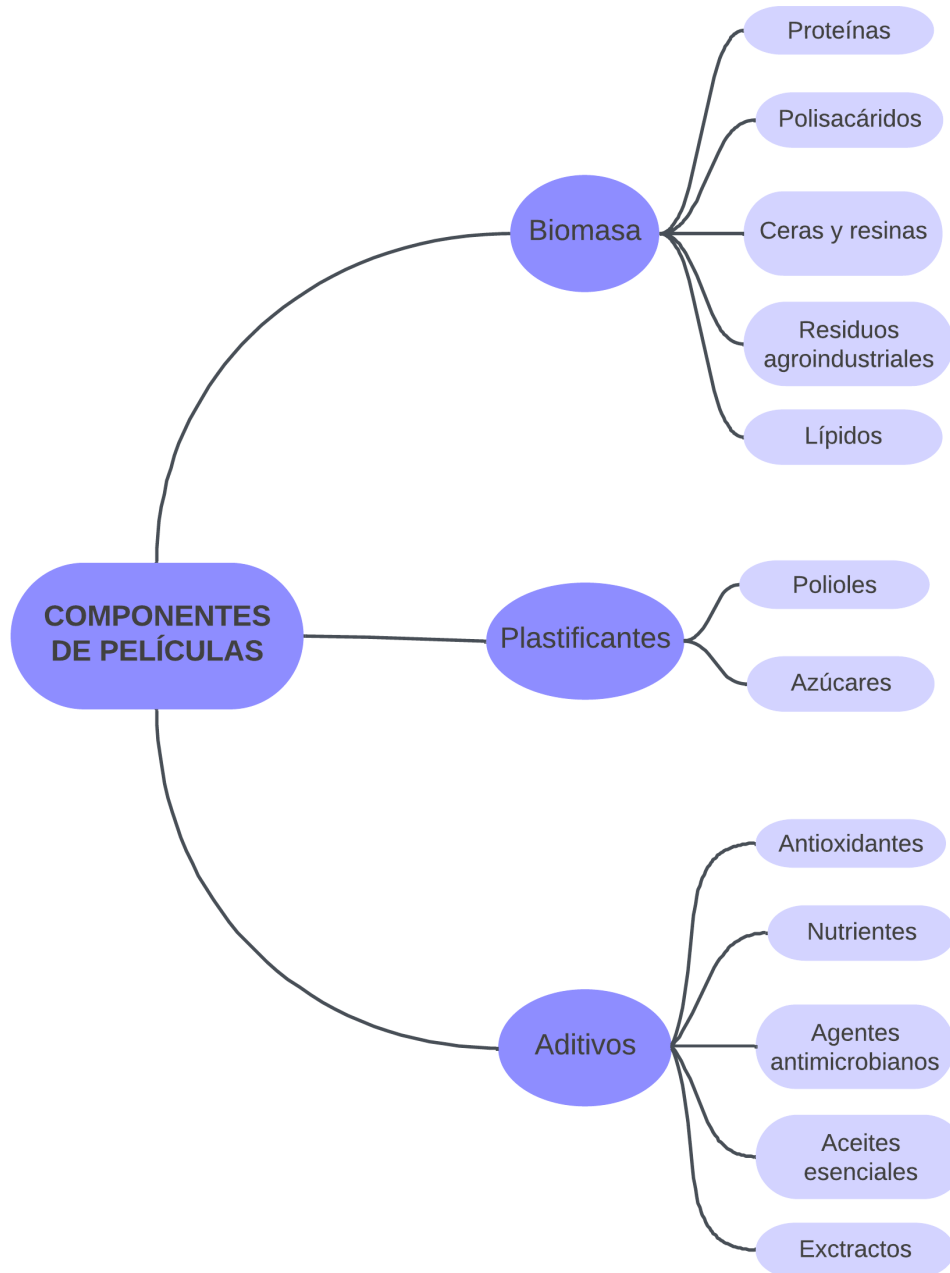 Proteínas
Polisacáridos
Biomasa
Ceras y resinas
Residuos
agroindustriales
Lípidos
COMPONENTES
DE PELÍCULAS
Plastificantes
Polioles
Azúcares
Antioxidantes
Nutrientes
Aditivos
Agentes
antimicrobianos
Aceites
esenciales
Exctractos